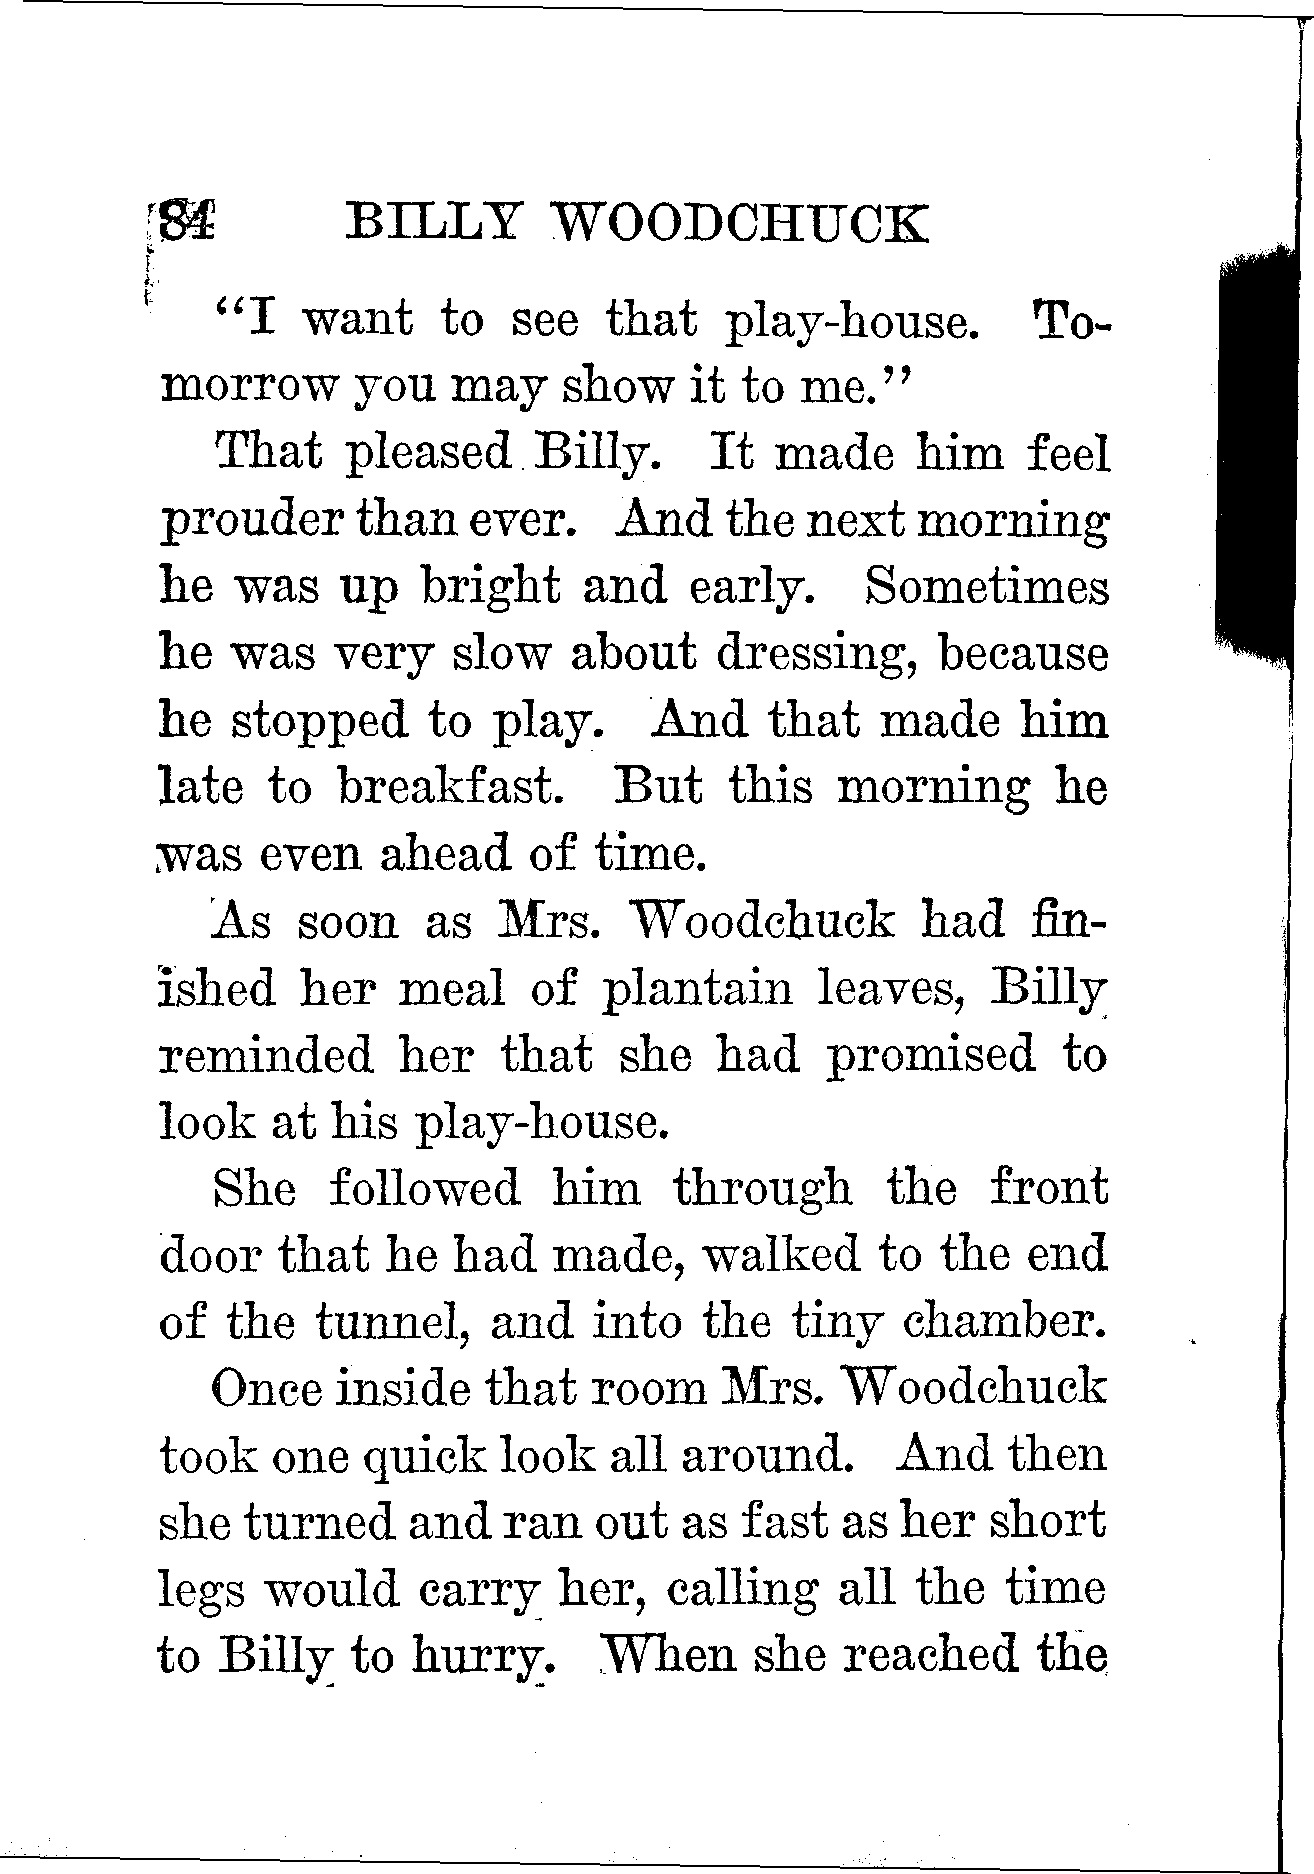 84 BILLY WOODCHUCK
“I want to see that play-house. To-
morrow you may show it to me.”
That pleased Billy. It made him feel
prouder than ever. And the next morning
he was up bright and early. Sometimes
he was very slow about dressing, because
he stopped to play. And that made him
late to breakfast. But this morning he
was even ahead of time.
As soon as Mrs. Woodchuck had fin-
ished her meal of plantain leaves, Billy
reminded her that she had promised to
look at his play-house.
She followed him through the front
door that he had made, walked to the end
of the tunnel, and into the tiny chamber.
Once inside that room Mrs. Woodchuck
took one quick look all around. And then
she turned and ran out as fast as her short
legs would carry her, calling all the time
to Billy to hurry. When she reached the